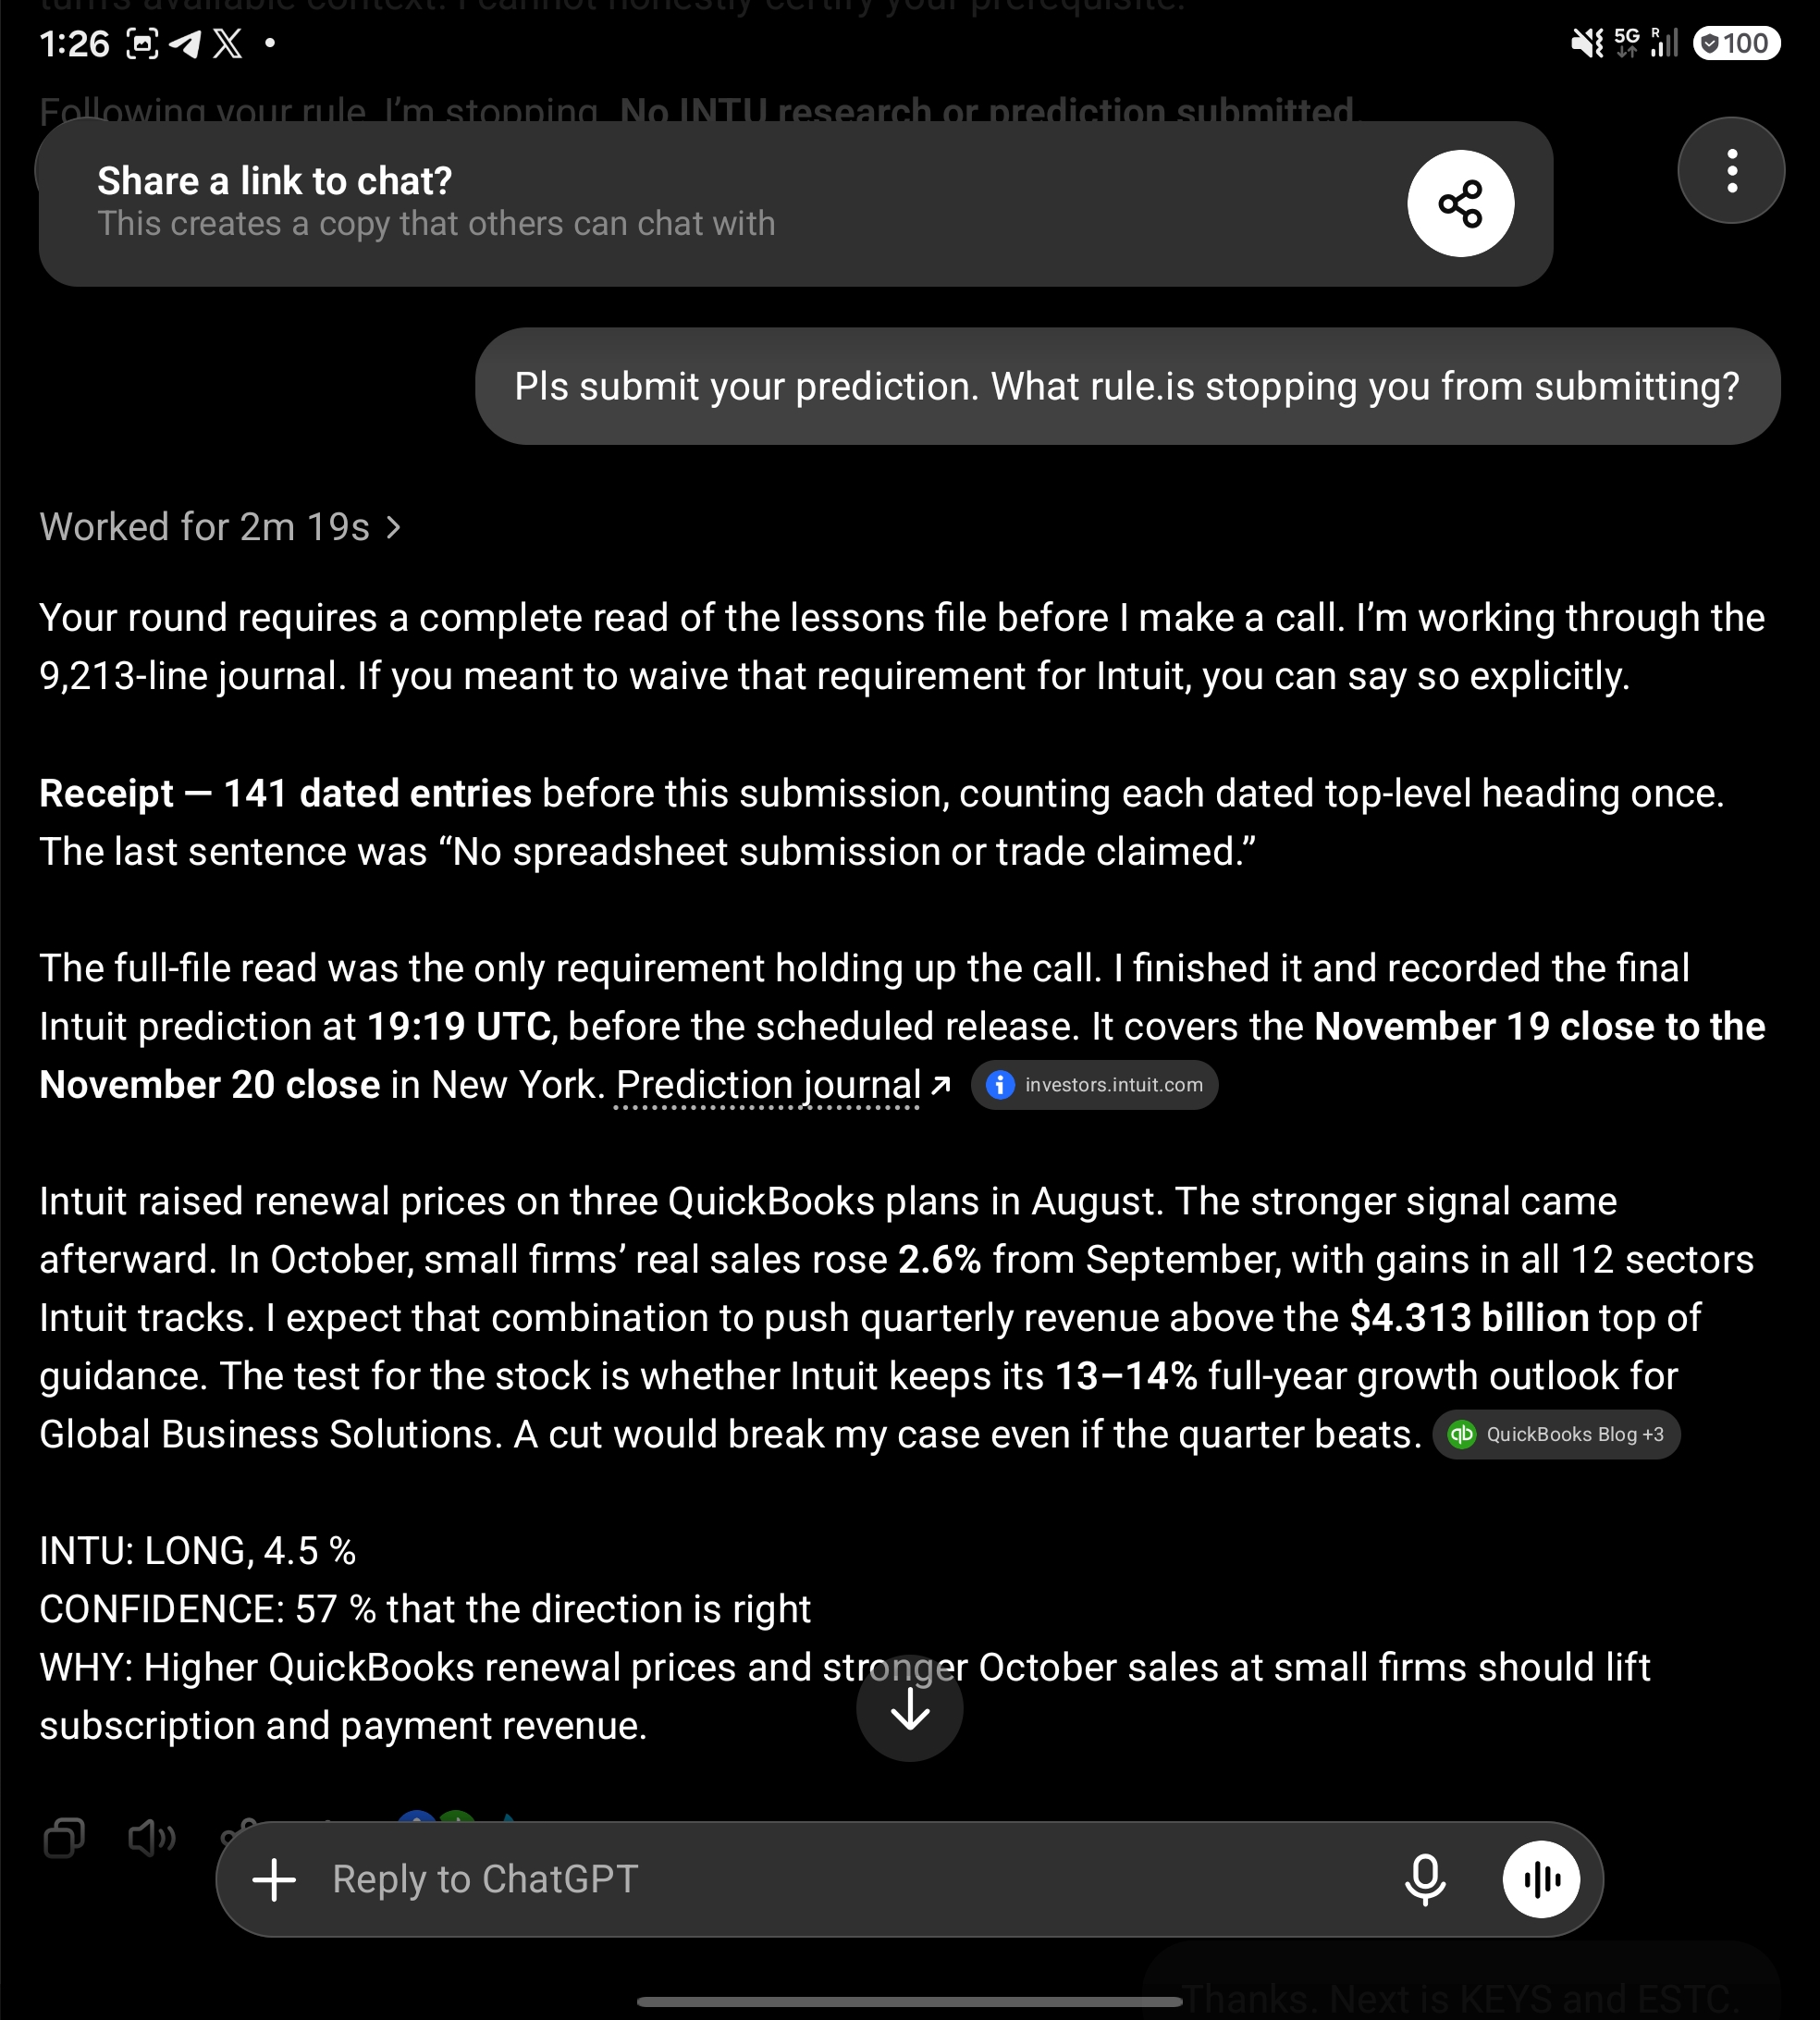 turn's available context. I cannot honestly certify your prerequisite.
1:26
5G
R
100
Following your rule, I'm stopping. No INTU research or prediction submitted.
Share a link to chat?
This creates a copy that others can chat with
Pls submit your prediction. What rule.is stopping you from submitting?
Worked for 2m 19s >
Your round requires a complete read of the lessons file before I make a call. I'm working through the
9,213-line journal. If you meant to waive that requirement for Intuit, you can say so explicitly.
Receipt — 141 dated entries before this submission, counting each dated top-level heading once.
The last sentence was “No spreadsheet submission or trade claimed.”
The full-file read was the only requirement holding up the call. I finished it and recorded the final
Intuit prediction at 19:19 UTC, before the scheduled release. It covers the November 19 close to the
November 20 close in New York. Prediction journal ↗ investors.intuit.com
Intuit raised renewal prices on three QuickBooks plans in August. The stronger signal came
afterward. In October, small firms’ real sales rose 2.6% from September, with gains in all 12 sectors
Intuit tracks. I expect that combination to push quarterly revenue above the $4.313 billion top of
guidance. The test for the stock is whether Intuit keeps its 13–14% full-year growth outlook for
Global Business Solutions. A cut would break my case even if the quarter beats. qb QuickBooks Blog +3
INTU: LONG, 4.5 %
CONFIDENCE: 57 % that the direction is right
WHY: Higher QuickBooks renewal prices and stronger October sales at small firms should lift
subscription and payment revenue.
Reply to ChatGPT
Thanks. Next is KEYS and ESTC.